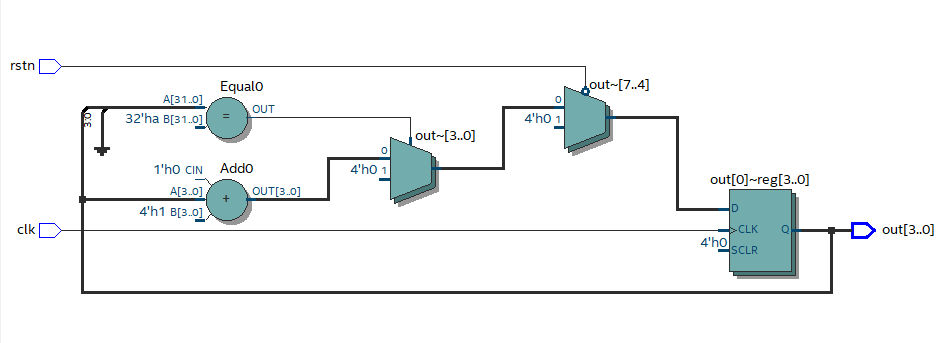 rstn
out~[7..4]
Equal0
A[31..0]
0
3:0
OUT
32'ha B[31..0]
=
4'h0 1
out~[3..0]
0
1'h0 CIN
Add0
4'h0 1
out[0]~reg[3..0]
A[3..0]
+
OUT[3..0]
4'h1 B[3..0]
D
clk
>CLK
Q
out[3..0]
4'h0
SCLR